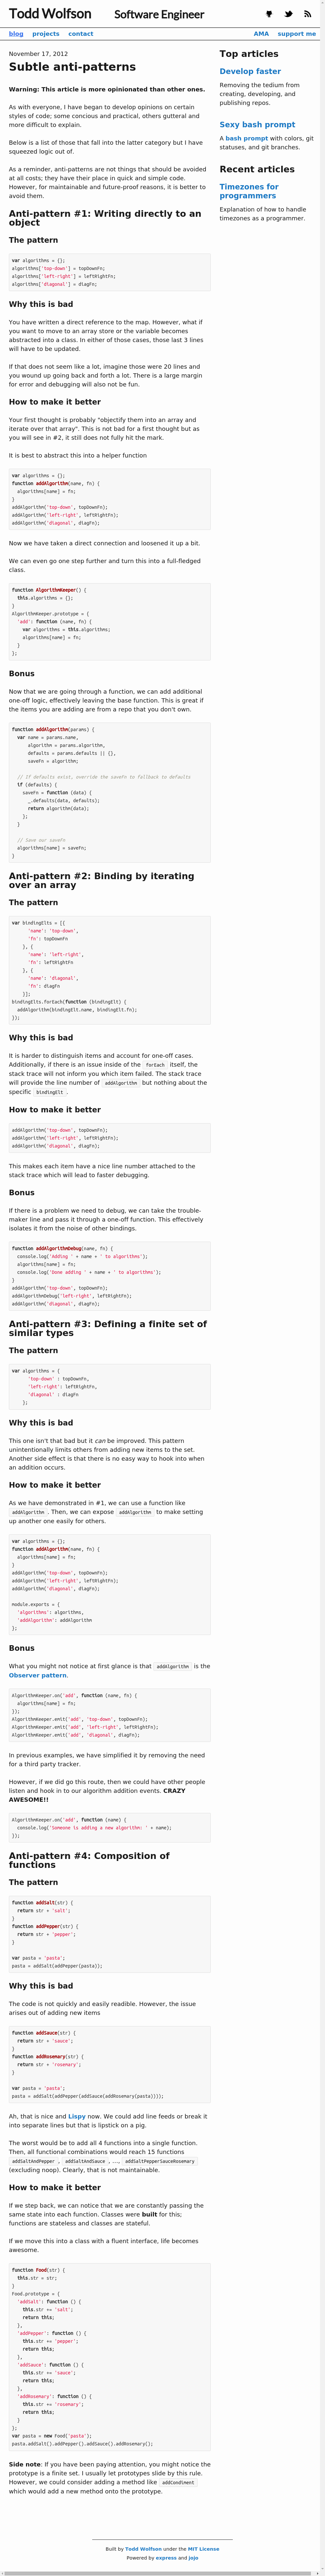 Todd Wolfson
Software Engineer
blog projects contact
AMA support me
November 17, 2012
Subtle anti-patterns
Warning: This article is more opinionated than other ones.
As with everything, I have began to develop opinions on certain
styles of code; some concious and practical, others gutteral and
more difficult to explain.
Below is a list of those that fall into the latter category but I have
squeezed logic out of.
As a reminder, anti-patterns are not things that should be avoided
at all costs; they have their place in quick and simple code.
However, for maintainable and future-proof reasons, it is better to
avoid them.
Anti-pattern #1: Writing directly to an
object
The pattern
var algorithms = {};
algorithms['top-down'] = topDownFn;
algorithms['left-right'] = leftRightFn;
algorithms['diagonal'] = diagFn;
Why this is bad
You have written a direct reference to the map. However, what if
you want to move to an array store or the variable becomes
abstracted into a class. In either of those cases, those last 3 lines
will have to be updated.
If that does not seem like a lot, imagine those were 20 lines and
you wound up going back and forth a lot. There is a large margin
for error and debugging will also not be fun.
How to make it better
Your first thought is probably "objectify them into an array and
iterate over that array". This is not bad for a first thought but as
you will see in #2, it still does not fully hit the mark.
It is best to abstract this into a helper function
var algorithms = {};
function addAlgorithm(name, fn) {
  algorithms[name] = fn;
}
addAlgorithm('top-down', topDownFn);
addAlgorithm('left-right', leftRightFn);
addAlgorithm('diagonal', diagFn);
Now we have taken a direct connection and loosened it up a bit.
We can even go one step further and turn this into a full-fledged
class.
function AlgorithmKeeper() {
  this.algorithms = {};
}
AlgorithmKeeper.prototype = {
  'add': function (name, fn) {
    var algorithms = this.algorithms;
    algorithms[name] = fn;
  }
};
Bonus
Now that we are going through a function, we can add additional
one-off logic, effectively leaving the base function. This is great if
the items you are adding are from a repo that you don't own.
function addAlgorithm(params) {
  var name = params.name,
      algorithm = params.algorithm,
      defaults = params.defaults || {},
      saveFn = algorithm;
  // If defaults exist, override the saveFn to fallback to defaults
  if (defaults) {
    saveFn = function (data) {
      _.defaults(data, defaults);
      return algorithm(data);
    };
  }
  // Save our saveFn
  algorithms[name] = saveFn;
}
Anti-pattern #2: Binding by iterating
over an array
The pattern
var bindingElts = [{
      'name': 'top-down',
      'fn': topDownFn
    }, {
      'name': 'left-right',
      'fn': leftRightFn
    }, {
      'name': 'diagonal',
      'fn': diagFn
    }];
bindingElts.forEach(function (bindingElt) {
  addAlgorithm(bindingElt.name, bindingElt.fn);
});
Why this is bad
It is harder to distinguish items and account for one-off cases.
Additionally, if there is an issue inside of the forEach itself, the
stack trace will not inform you which item failed. The stack trace
will provide the line number of addAlgorithm but nothing about the
specific bindingElt.
How to make it better
addAlgorithm('top-down', topDownFn);
addAlgorithm('left-right', leftRightFn);
addAlgorithm('diagonal', diagFn);
This makes each item have a nice line number attached to the
stack trace which will lead to faster debugging.
Bonus
If there is a problem we need to debug, we can take the trouble-
maker line and pass it through a one-off function. This effectively
isolates it from the noise of other bindings.
function addAlgorithmDebug(name, fn) {
  console.log('Adding ' + name + ' to algorithms');
  algorithms[name] = fn;
  console.log('Done adding ' + name + ' to algorithms');
}
addAlgorithm('top-down', topDownFn);
addAlgorithmDebug('left-right', leftRightFn);
addAlgorithm('diagonal', diagFn);
Anti-pattern #3: Defining a finite set of
similar types
The pattern
var algorithms = {
      'top-down' : topDownFn,
      'left-right': leftRightFn,
      'diagonal' : diagFn
    };
Why this is bad
This one isn't that bad but it can be improved. This pattern
unintentionally limits others from adding new items to the set.
Another side effect is that there is no easy way to hook into when
an addition occurs.
How to make it better
As we have demonstrated in #1, we can use a function like
addAlgorithm. Then, we can expose addAlgorithm to make setting
up another one easily for others.
var algorithms = {};
function addAlgorithm(name, fn) {
  algorithms[name] = fn;
}
addAlgorithm('top-down', topDownFn);
addAlgorithm('left-right', leftRightFn);
addAlgorithm('diagonal', diagFn);
module.exports = {
  'algorithms': algorithms,
  'addAlgorithm': addAlgorithm
};
Bonus
What you might not notice at first glance is that addAlgorithm is the
Observer pattern.
AlgorithmKeeper.on('add', function (name, fn) {
  algorithms[name] = fn;
});
AlgorithmKeeper.emit('add', 'top-down', topDownFn);
AlgorithmKeeper.emit('add', 'left-right', leftRightFn);
AlgorithmKeeper.emit('add', 'diagonal', diagFn);
In previous examples, we have simplified it by removing the need
for a third party tracker.
However, if we did go this route, then we could have other people
listen and hook in to our algorithm addition events. CRAZY
AWESOME!!
AlgorithmKeeper.on('add', function (name) {
  console.log('Someone is adding a new algorithm: ' + name);
});
Anti-pattern #4: Composition of
functions
The pattern
function addSalt(str) {
  return str + 'salt';
}
function addPepper(str) {
  return str + 'pepper';
}
var pasta = 'pasta';
pasta = addSalt(addPepper(pasta));
Why this is bad
The code is not quickly and easily readible. However, the issue
arises out of adding new items
function addSauce(str) {
  return str + 'sauce';
}
function addRosemary(str) {
  return str + 'rosemary';
}
var pasta = 'pasta';
pasta = addSalt(addPepper(addSauce(addRosemary(pasta))));
Ah, that is nice and Lispy now. We could add line feeds or break it
into separate lines but that is lipstick on a pig.
The worst would be to add all 4 functions into a single function.
Then, all functional combinations would reach 15 functions
addSaltAndPepper, addSaltAndSauce, ..., addSaltPepperSauceRosemary
(excluding noop). Clearly, that is not maintainable.
How to make it better
If we step back, we can notice that we are constantly passing the
same state into each function. Classes were built for this;
functions are stateless and classes are stateful.
If we move this into a class with a fluent interface, life becomes
awesome.
function Food(str) {
  this.str = str;
}
Food.prototype = {
  'addSalt': function () {
    this.str += 'salt';
    return this;
  },
  'addPepper': function () {
    this.str += 'pepper';
    return this;
  },
  'addSauce': function () {
    this.str += 'sauce';
    return this;
  },
  'addRosemary': function () {
    this.str += 'rosemary';
    return this;
  }
};
var pasta = new Food('pasta');
pasta.addSalt().addPepper().addSauce().addRosemary();
Side note: If you have been paying attention, you might notice the
prototype is a finite set. I usually let prototypes slide by this rule.
However, we could consider adding a method like addCondiment
which would add a new method onto the prototype.
Top articles
Develop faster
Removing the tedium from
creating, developing, and
publishing repos.
Sexy bash prompt
A bash prompt with colors, git
statuses, and git branches.
Recent articles
Timezones for
programmers
Explanation of how to handle
timezones as a programmer.
Built by Todd Wolfson under the MIT License
Powered by express and jojo